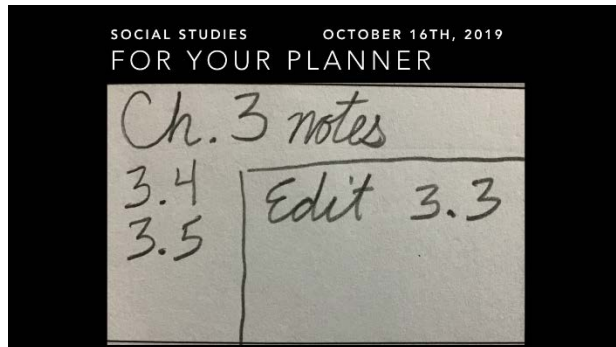 SOCIAL STUDIES OCTOBER 16TH, 2019
FOR YOUR PLANNER
Ch. 3 notes
3.4
3.5
Edit 3.3